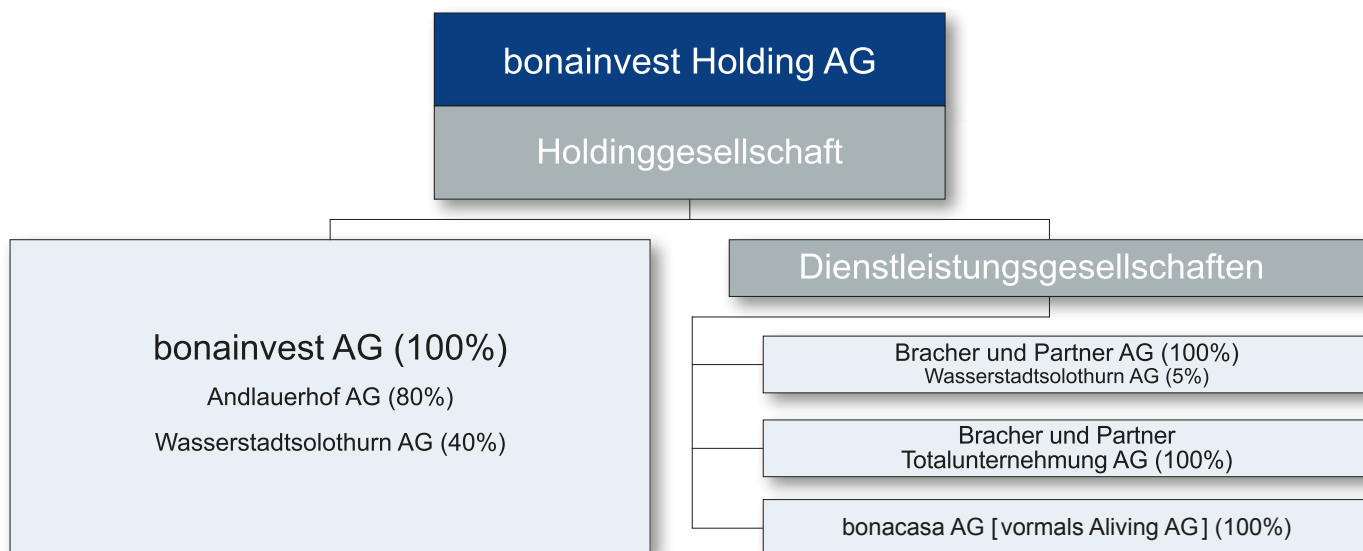 bonainvest Holding AG
Holdinggesellschaft
bonainvest AG (100%)
Andlauerhof AG (80%)
Wasserstadtsolothurn AG (40%)
Dienstleistungsgesellschaften
Bracher und Partner AG (100%)
Wasserstadtsolothurn AG (5%)
Bracher und Partner
Totalunternehmung AG (100%)
bonacasa AG [vormals Aliving AG] (100%)